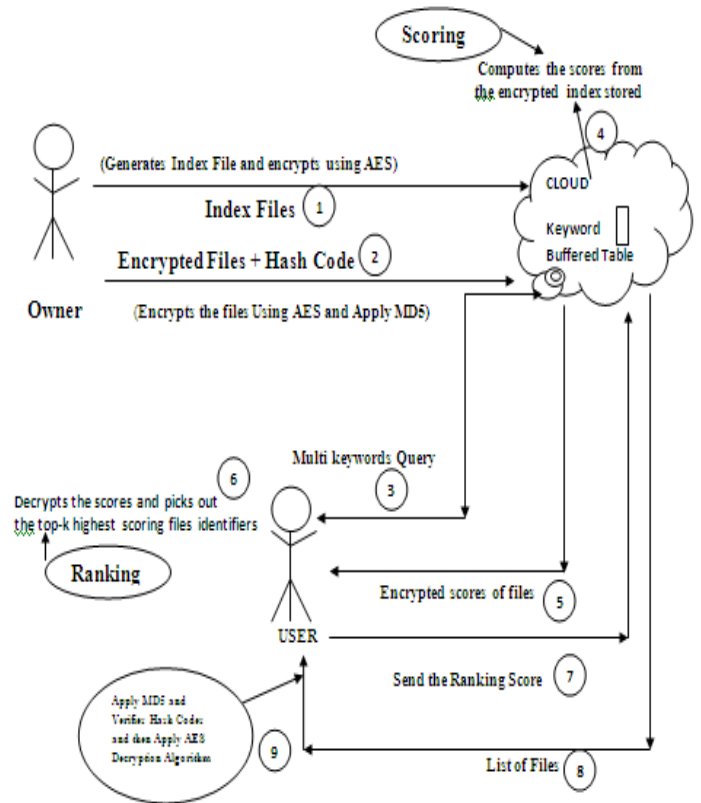 Scoring
Computes the scores from
the encrypted index stored
4
(Generates Index File and encrypts using AES)
CLOUD
Index Files
1
Keyword
Buffered Table
Encrypted Files + Hash Code
2
Owner
(Encrypts the files Using AES and Apply MD5)
Multi keywords Query
3
6
Decrypts the scores and picks out
the top-k highest scoring files identifiers
Ranking
Encrypted scores of files
5
USER
Send the Ranking Score
7
Apply MD5 and
Verifies Hash Codes
and then Apply AES
Decryption Algorithm
9
List of Files
8